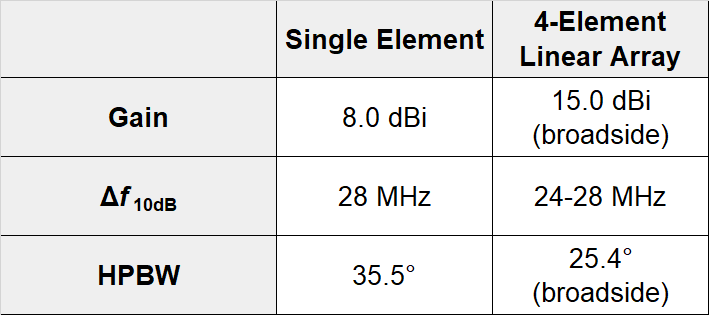 Single Element
4-Element
Linear Array
Gain
8.0 dBi
15.0 dBi
(broadside)
Δf 10dB
28 MHz
24-28 MHz
HPBW
35.5°
25.4°
(broadside)